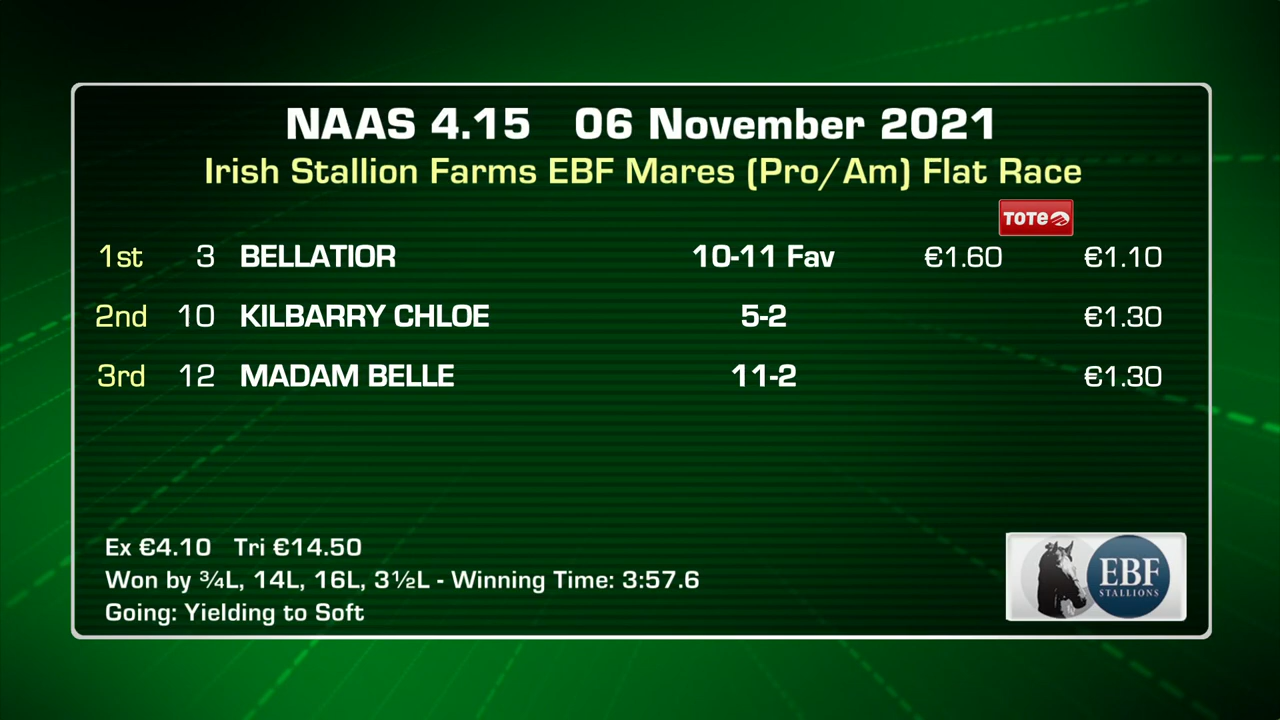 NAAS 4.15 06 November 2021
Irish Stallion Farms EBF Mares (Pro/Am) Flat Race
TOTE
1st 3 BELLATIOR 10-11 Fav €1.60 €1.10
2nd 10 KILBARRY CHLOE 5-2 €1.30
3rd 12 MADAM BELLE 11-2 €1.30
Ex €4.10 Tri €14.50
Won by ¾L, 14L, 16L, 3½L - Winning Time: 3:57.6
Going: Yielding to Soft
EBF
STALLIONS